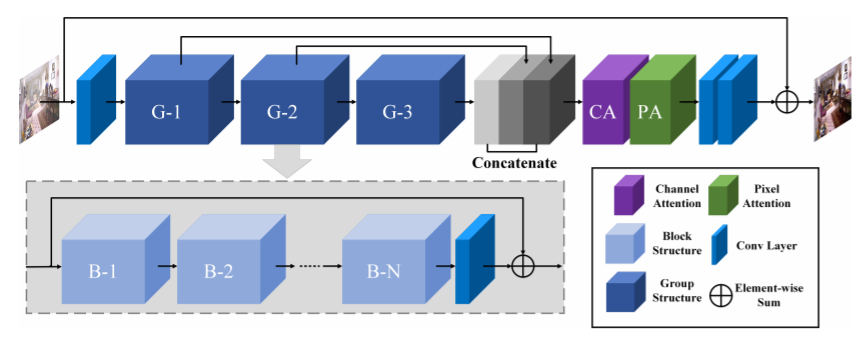 G-1
G-2
G-3
CA
PA
Concatenate
B-1
B-2
B-N
Channel
Attention
Pixel
Attention
Block
Structure
Conv Layer
Group
Structure
Element-wise
Sum